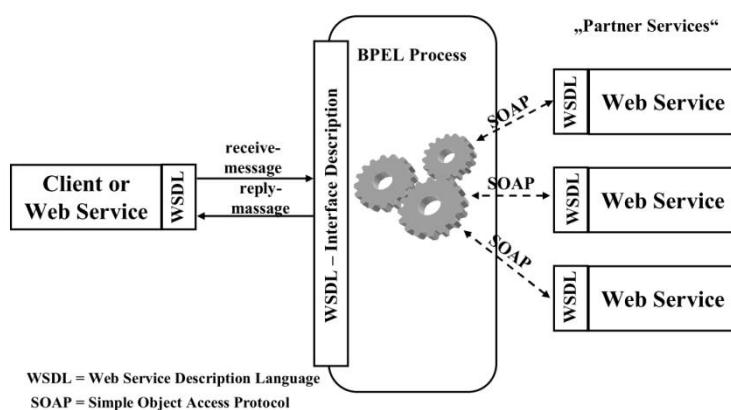 „Partner Services“
BPEL Process
WSDL
Web Service
SOAP
receive-
message
reply-
massage
Client or
Web Service
WSDL
WSDL – Interface Description
SOAP
WSDL
Web Service
SOAP
WSDL
Web Service
WSDL = Web Service Description Language
SOAP = Simple Object Access Protocol